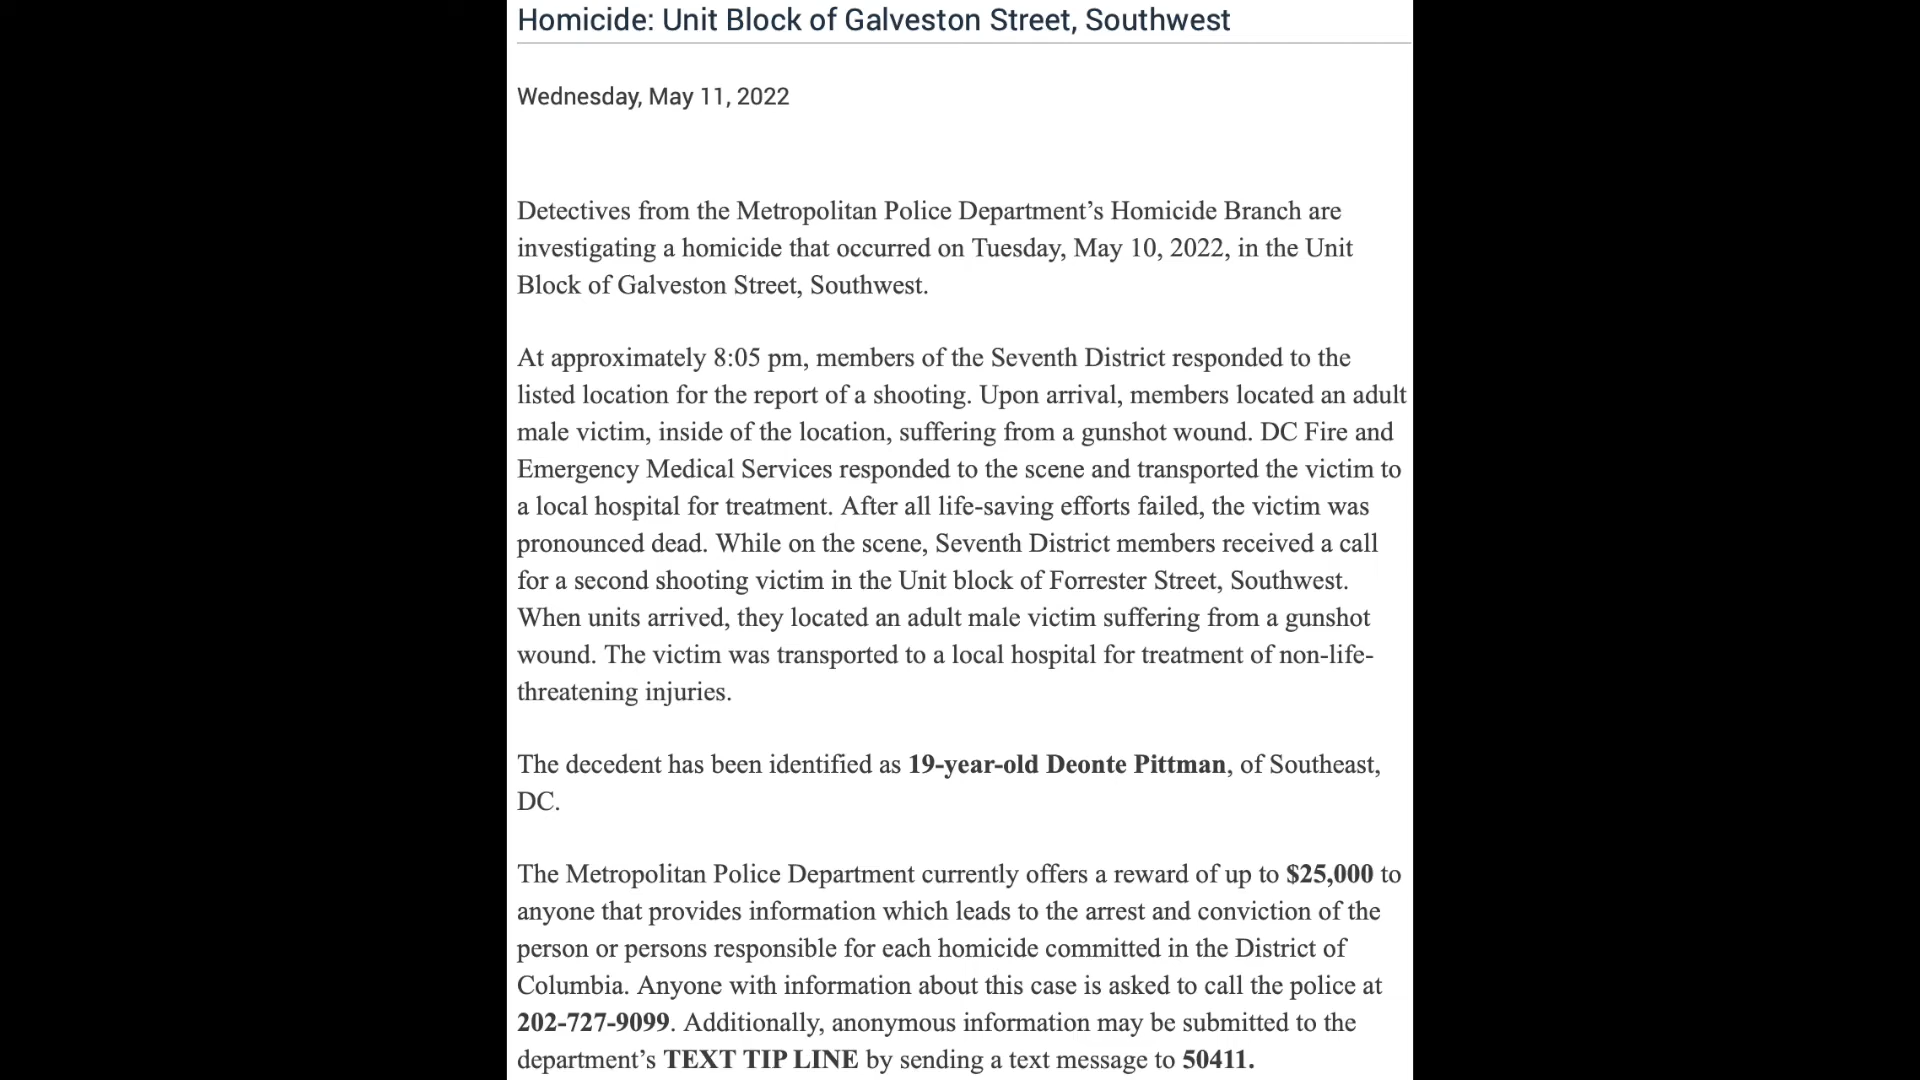 Homicide: Unit Block of Galveston Street, Southwest
Wednesday, May 11, 2022
Detectives from the Metropolitan Police Department’s Homicide Branch are
investigating a homicide that occurred on Tuesday, May 10, 2022, in the Unit
Block of Galveston Street, Southwest.
At approximately 8:05 pm, members of the Seventh District responded to the
listed location for the report of a shooting. Upon arrival, members located an adult
male victim, inside of the location, suffering from a gunshot wound. DC Fire and
Emergency Medical Services responded to the scene and transported the victim to
a local hospital for treatment. After all life-saving efforts failed, the victim was
pronounced dead. While on the scene, Seventh District members received a call
for a second shooting victim in the Unit block of Forrester Street, Southwest.
When units arrived, they located an adult male victim suffering from a gunshot
wound. The victim was transported to a local hospital for treatment of non-life-
threatening injuries.
The decedent has been identified as 19-year-old Deonte Pittman, of Southeast,
DC.
The Metropolitan Police Department currently offers a reward of up to $25,000 to
anyone that provides information which leads to the arrest and conviction of the
person or persons responsible for each homicide committed in the District of
Columbia. Anyone with information about this case is asked to call the police at
202-727-9099. Additionally, anonymous information may be submitted to the
department’s TEXT TIP LINE by sending a text message to 50411.